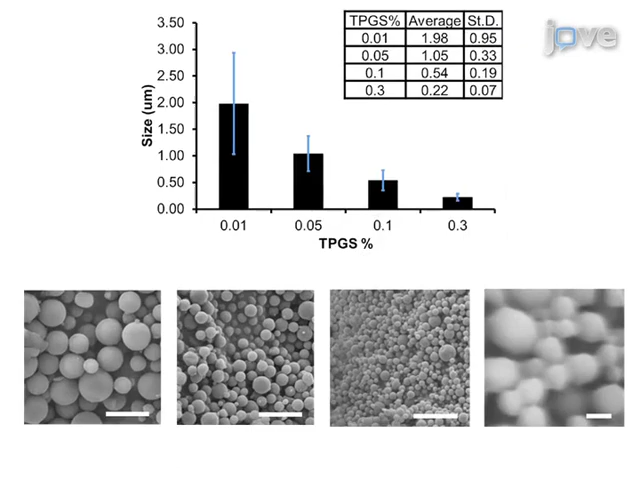 jove
TPGS% Average St.D.
0.01 1.98 0.95
0.05 1.05 0.33
0.1 0.54 0.19
0.3 0.22 0.07
3.50
3.00
2.50
2.00
1.50
1.00
0.50
0.00
Size (um)
0.01 0.05 0.1 0.3
TPGS %